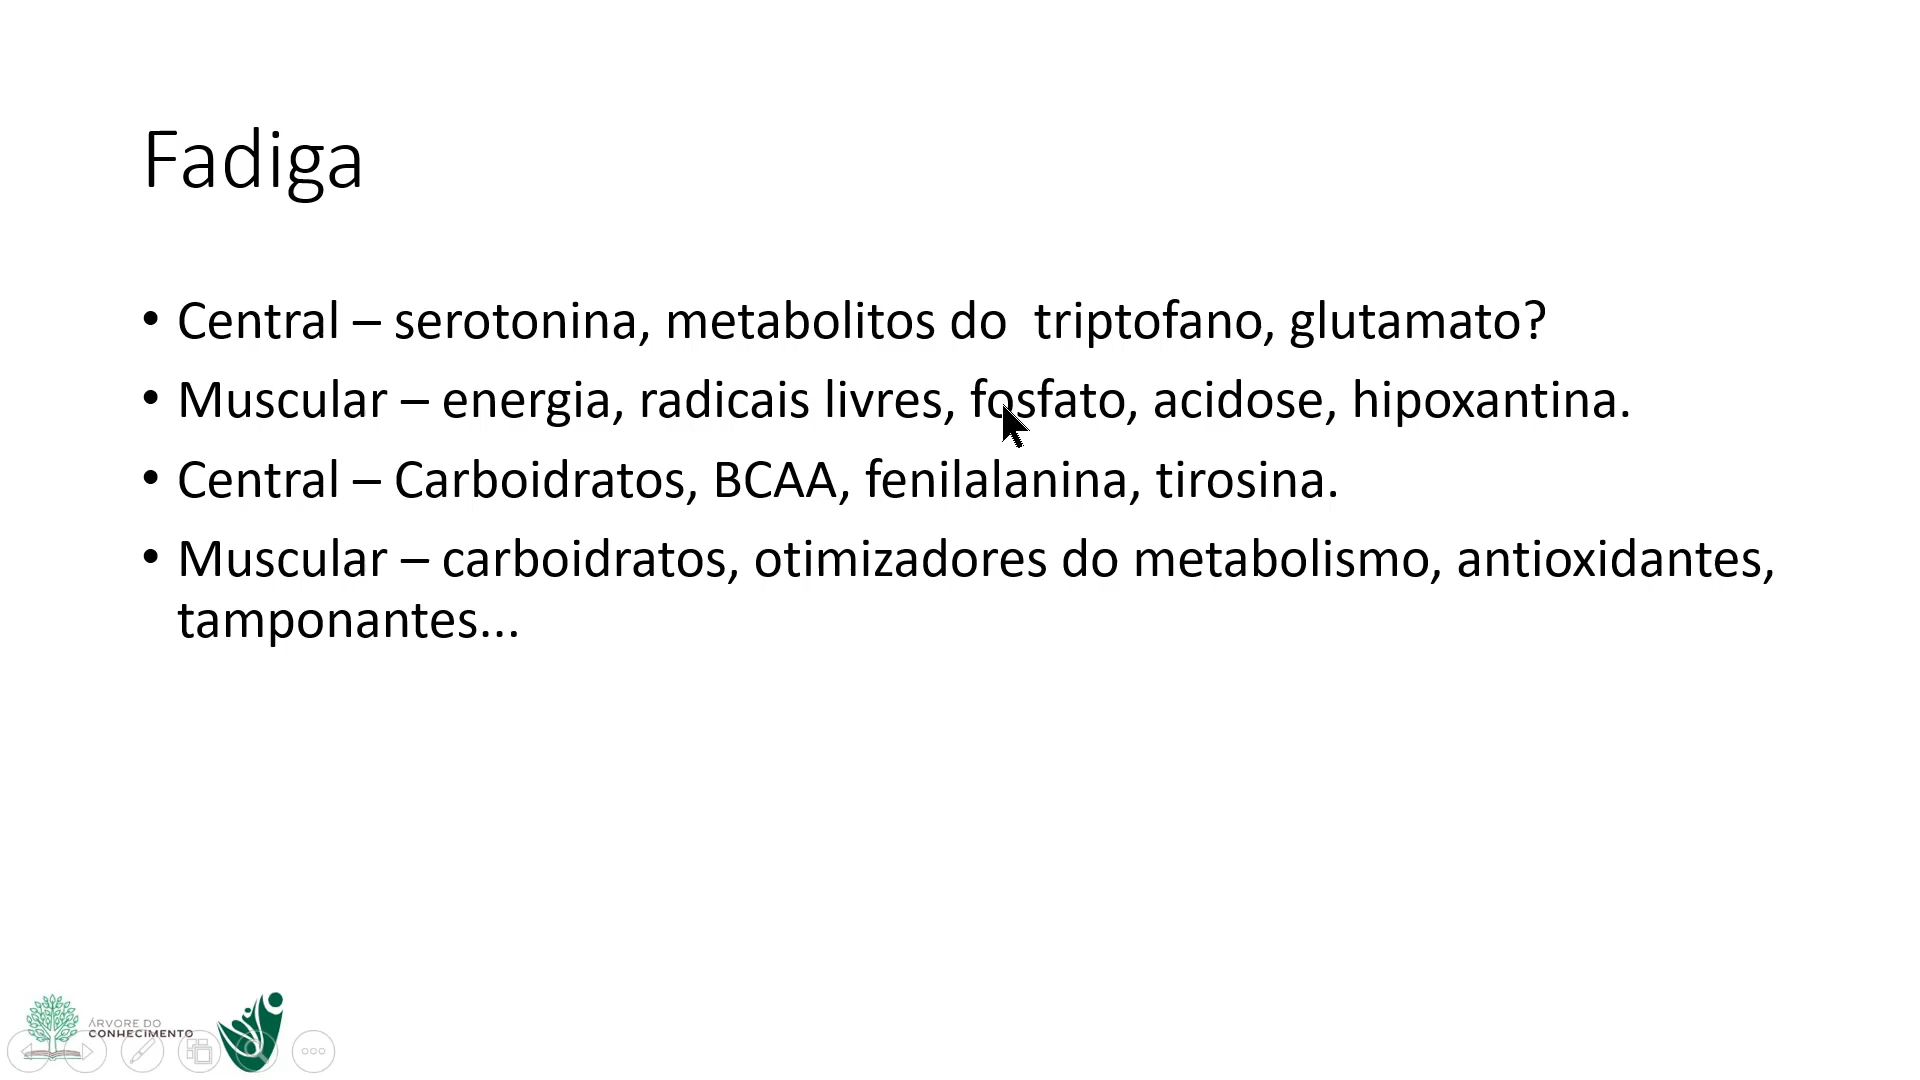 Fadiga
• Central – serotonina, metabolitos do  triptofano, glutamato?
• Muscular – energia, radicais livres, fosfato, acidose, hipoxantina.
• Central – Carboidratos, BCAA, fenilalanina, tirosina.
• Muscular – carboidratos, otimizadores do metabolismo, antioxidantes,
tamponantes...
ÁRVORE DO
CONHECIMENTO